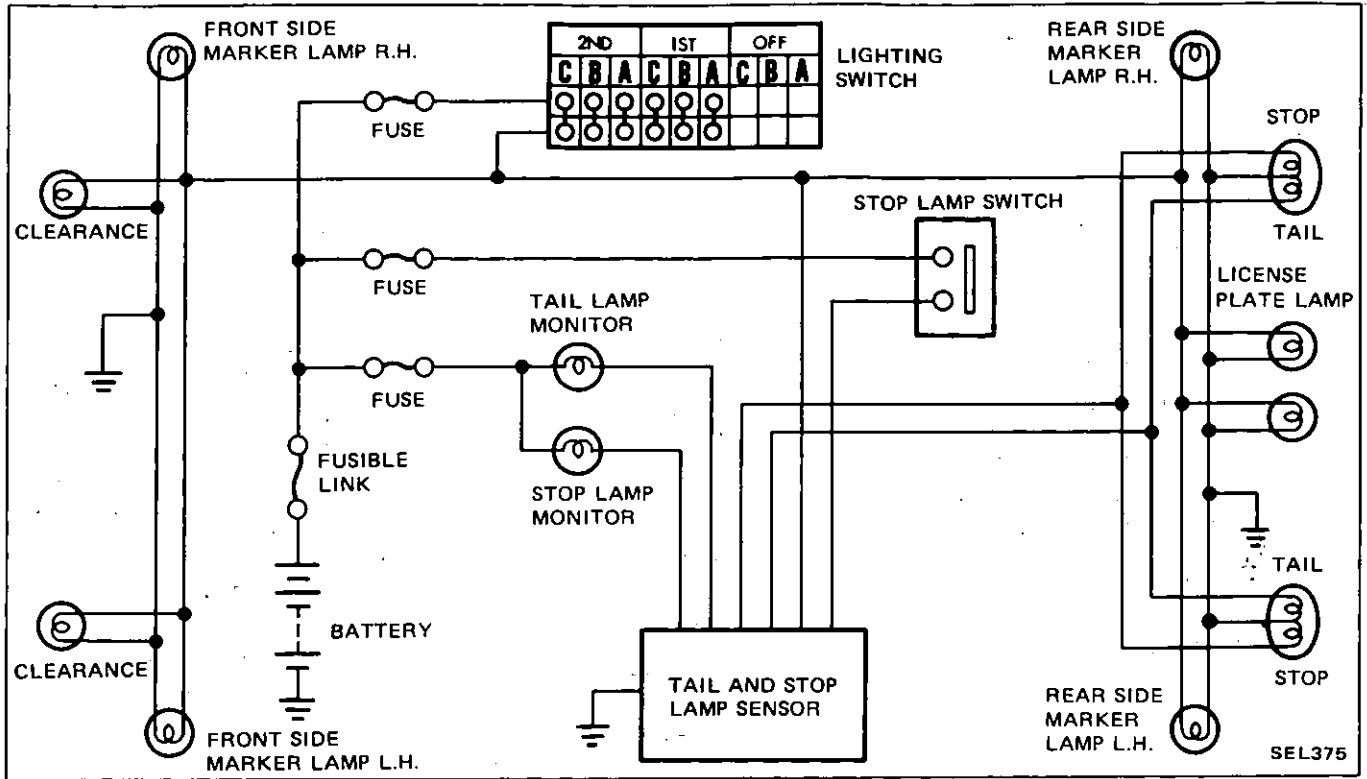 FRONT SIDE
MARKER LAMP R.H.
2ND 1ST OFF
C B A C B A C B A
LIGHTING
SWITCH
REAR SIDE
MARKER
LAMP R.H.
FUSE
STOP
CLEARANCE
STOP LAMP SWITCH
TAIL
FUSE
TAIL LAMP
MONITOR
LICENSE
PLATE LAMP
FUSE
FUSIBLE
LINK
STOP LAMP
MONITOR
TAIL
BATTERY
CLEARANCE
TAIL AND STOP
LAMP SENSOR
STOP
FRONT SIDE
MARKER LAMP L.H.
REAR SIDE
MARKER
LAMP L.H.
SEL375